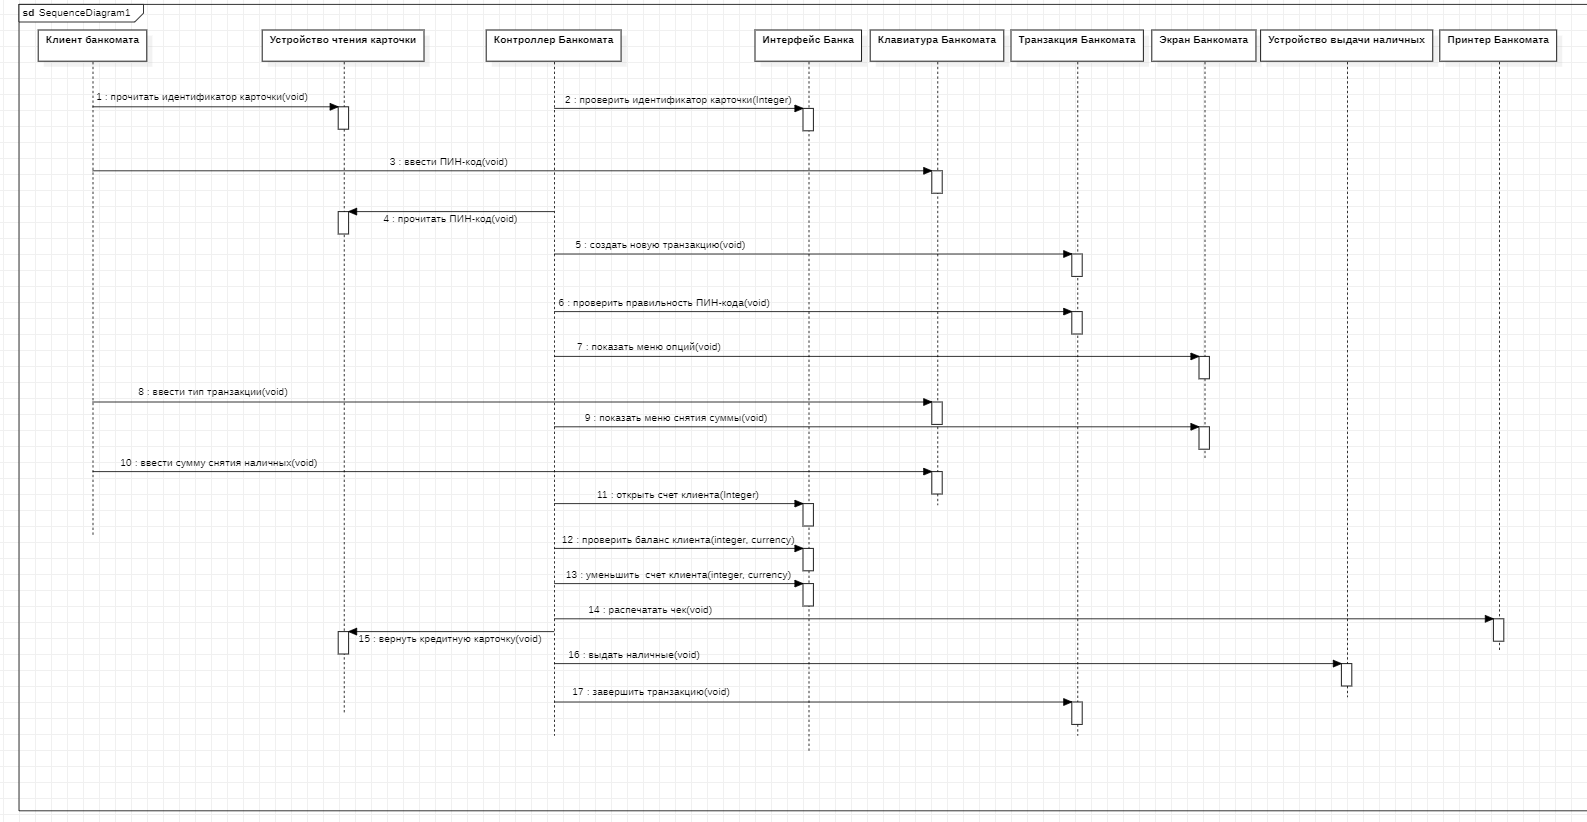 sd SequenceDiagram1
Клиент банкомата
Устройство чтения карточки
Контроллер Банкомата
Интерфейс Банка
Клавиатура Банкомата
Транзакция Банкомата
Экран Банкомата
Устройство выдачи наличных
Принтер Банкомата
1 : прочитать идентификатор карточки(void)
2 : проверить идентификатор карточки(Integer)
3 : ввести ПИН-код(void)
4 : прочитать ПИН-код(void)
5 : создать новую транзакцию(void)
6 : проверить правильность ПИН-кода(void)
7 : показать меню опций(void)
8 : ввести тип транзакции(void)
9 : показать меню снятия суммы(void)
10 : ввести сумму снятия наличных(void)
11 : открыть счет клиента(Integer)
12 : проверить баланс клиента(integer, currency)
13 : уменьшить  счет клиента(integer, currency)
14 : распечатать чек(void)
15 : вернуть кредитную карточку(void)
16 : выдать наличные(void)
17 : завершить транзакцию(void)